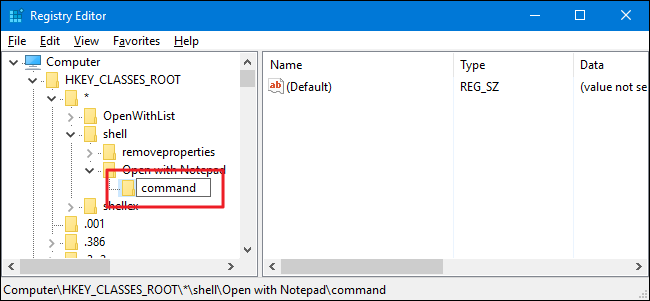 Registry Editor
File Edit View Favorites Help
Computer
HKEY_CLASSES_ROOT
*
OpenWithList
shell
removeproperties
Open with Notepad
command
shellex
.001
.386
Name Type Data
ab (Default) REG_SZ (value not se
Computer\HKEY_CLASSES_ROOT\*\shell\Open with Notepad\command